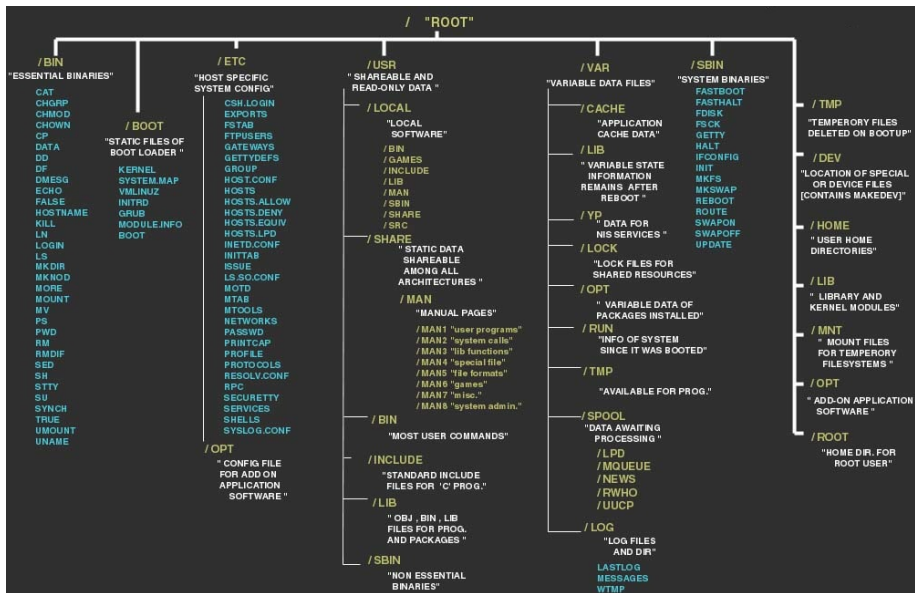 / "ROOT"
/ BIN
"ESSENTIAL BINARIES"
CAT
CHGRP
CHMOD
CHOWN
CP
DATA
DD
DF
DMESG
ECHO
FALSE
HOSTNAME
KILL
LN
LOGIN
LS
MKDIR
MKNOD
MORE
MOUNT
MV
PS
PWD
RM
RMDIF
SED
SH
STTY
SU
SYNCH
TRUE
UMOUNT
UNAME
/ BOOT
"STATIC FILES OF
BOOT LOADER "
KERNEL
SYSTEM.MAP
VMLINUZ
INITRD
GRUB
MODULE.INFO
BOOT
/ ETC
"HOST SPECIFIC
SYSTEM CONFIG"
CSH.LOGIN
EXPORTS
FSTAB
FTPUSERS
GATEWAYS
GETTYDEFS
GROUP
HOST.CONF
HOSTS
HOSTS.ALLOW
HOSTS.DENY
HOSTS.EQUIV
HOSTS.LPD
INETD.CONF
INITTAB
ISSUE
LS.SO.CONF
MOTD
MTAB
MTOOLS
NETWORKS
PASSWD
PRINTCAP
PROFILE
PROTOCOLS
RESOLV.CONF
RPC
SECURETTY
SERVICES
SHELLS
SYSLOG.CONF
/ OPT
"CONFIG FILE
FOR ADD ON
APPLICATION
SOFTWARE "
/ USR
" SHAREABLE AND
READ-ONLY DATA "
/ LOCAL
"LOCAL
SOFTWARE"
/ BIN
/ GAMES
/ INCLUDE
/ LIB
/ MAN
/ SBIN
/ SHARE
/ SRC
/ SHARE
"STATIC DATA
SHAREABLE
AMONG ALL
ARCHITECTURES "
/ MAN
"MANUAL PAGES"
/ MAN1 "user programs"
/ MAN2 "system calls"
/ MAN3 "lib functions"
/ MAN4 "special file"
/ MAN5 "file formats"
/ MAN6 "games"
/ MAN7 "misc."
/ MAN8 "system admin."
/ BIN
"MOST USER COMMANDS"
/ INCLUDE
"STANDARD INCLUDE
FILES FOR 'C' PROG."
/ LIB
" OBJ , BIN , LIB
FILES FOR PROG.
AND PACKAGES "
/ SBIN
"NON ESSENTIAL
BINARIES"
/ VAR
"VARIABLE DATA FILES"
/ CACHE
"APPLICATION
CACHE DATA"
/ LIB
" VARIABLE STATE
INFORMATION
REMAINS AFTER
REBOOT "
/ YP
" DATA FOR
NIS SERVICES "
/ LOCK
"LOCK FILES FOR
SHARED RESOURCES"
/ OPT
" VARIABLE DATA OF
PACKAGES INSTALLED"
/ RUN
"INFO OF SYSTEM
SINCE IT WAS BOOTED"
/ TMP
"AVAILABLE FOR PROG."
/ SPOOL
"DATA AWAITING
PROCESSING "
/ LPD
/ MQUEUE
/ NEWS
/ RWHO
/ UUCP
/ LOG
"LOG FILES
AND DIR"
LASTLOG
MESSAGES
WTMP
/ SBIN
"SYSTEM BINARIES"
FASTBOOT
FASTHALT
FDISK
FSCK
GETTY
HALT
IFCONFIG
INIT
MKFS
MKSWAP
REBOOT
ROUTE
SWAPON
SWAPOFF
UPDATE
/ TMP
"TEMPERORY FILES
DELETED ON BOOTUP"
/ DEV
"LOCATION OF SPECIAL
OR DEVICE FILES
[CONTAINS MAKEDEV]"
/ HOME
" USER HOME
DIRECTORIES"
/ LIB
" LIBRARY AND
KERNEL MODULES"
/ MNT
" MOUNT FILES
FOR TEMPERORY
FILESYSTEMS "
/ OPT
" ADD-ON APPLICATION
SOFTWARE "
/ ROOT
"HOME DIR. FOR
ROOT USER"